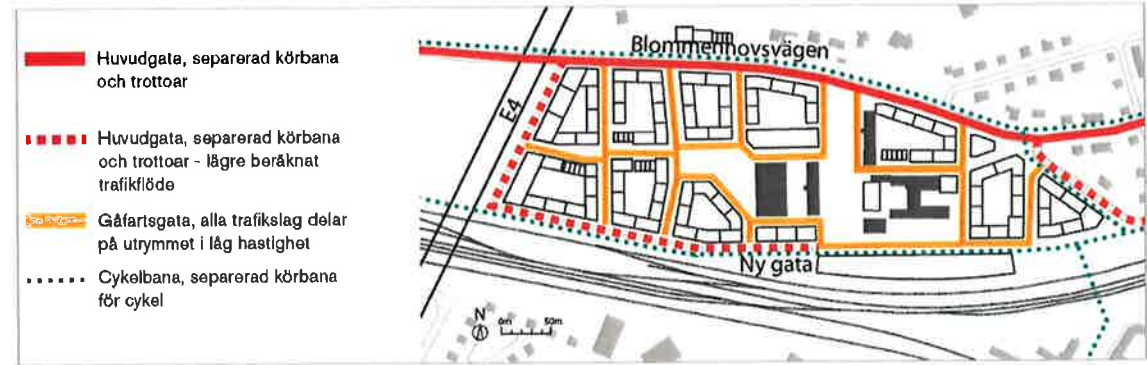 Huvudgata, separerad körbana
och trottoar
Huvudgata, separerad körbana
och trottoar - lägre beräknat
trafikflöde
Gåfartsgata, alla trafikslag delar
på utrymmet i låg hastighet
Cykelbana, separerad körbana
för cykel
Blommenhovsvägen
E4
Ny gata
N
0m 50m